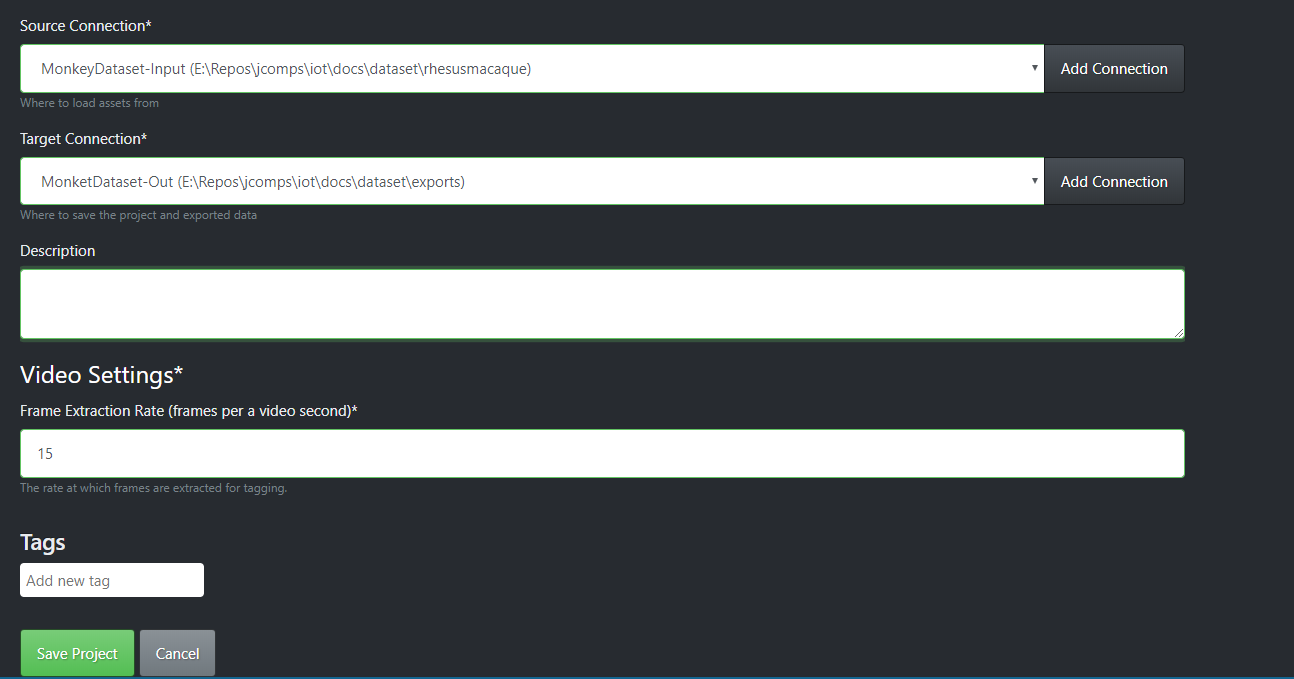 Source Connection*
MonkeyDataset-Input (E:\Repos\jcomps\iot\docs\dataset\rhesusmacaque)
Add Connection
Where to load assets from
Target Connection*
MonketDataset-Out (E:\Repos\jcomps\iot\docs\dataset\exports)
Add Connection
Where to save the project and exported data
Description
Video Settings*
Frame Extraction Rate (frames per a video second)*
15
The rate at which frames are extracted for tagging.
Tags
Add new tag
Save Project Cancel